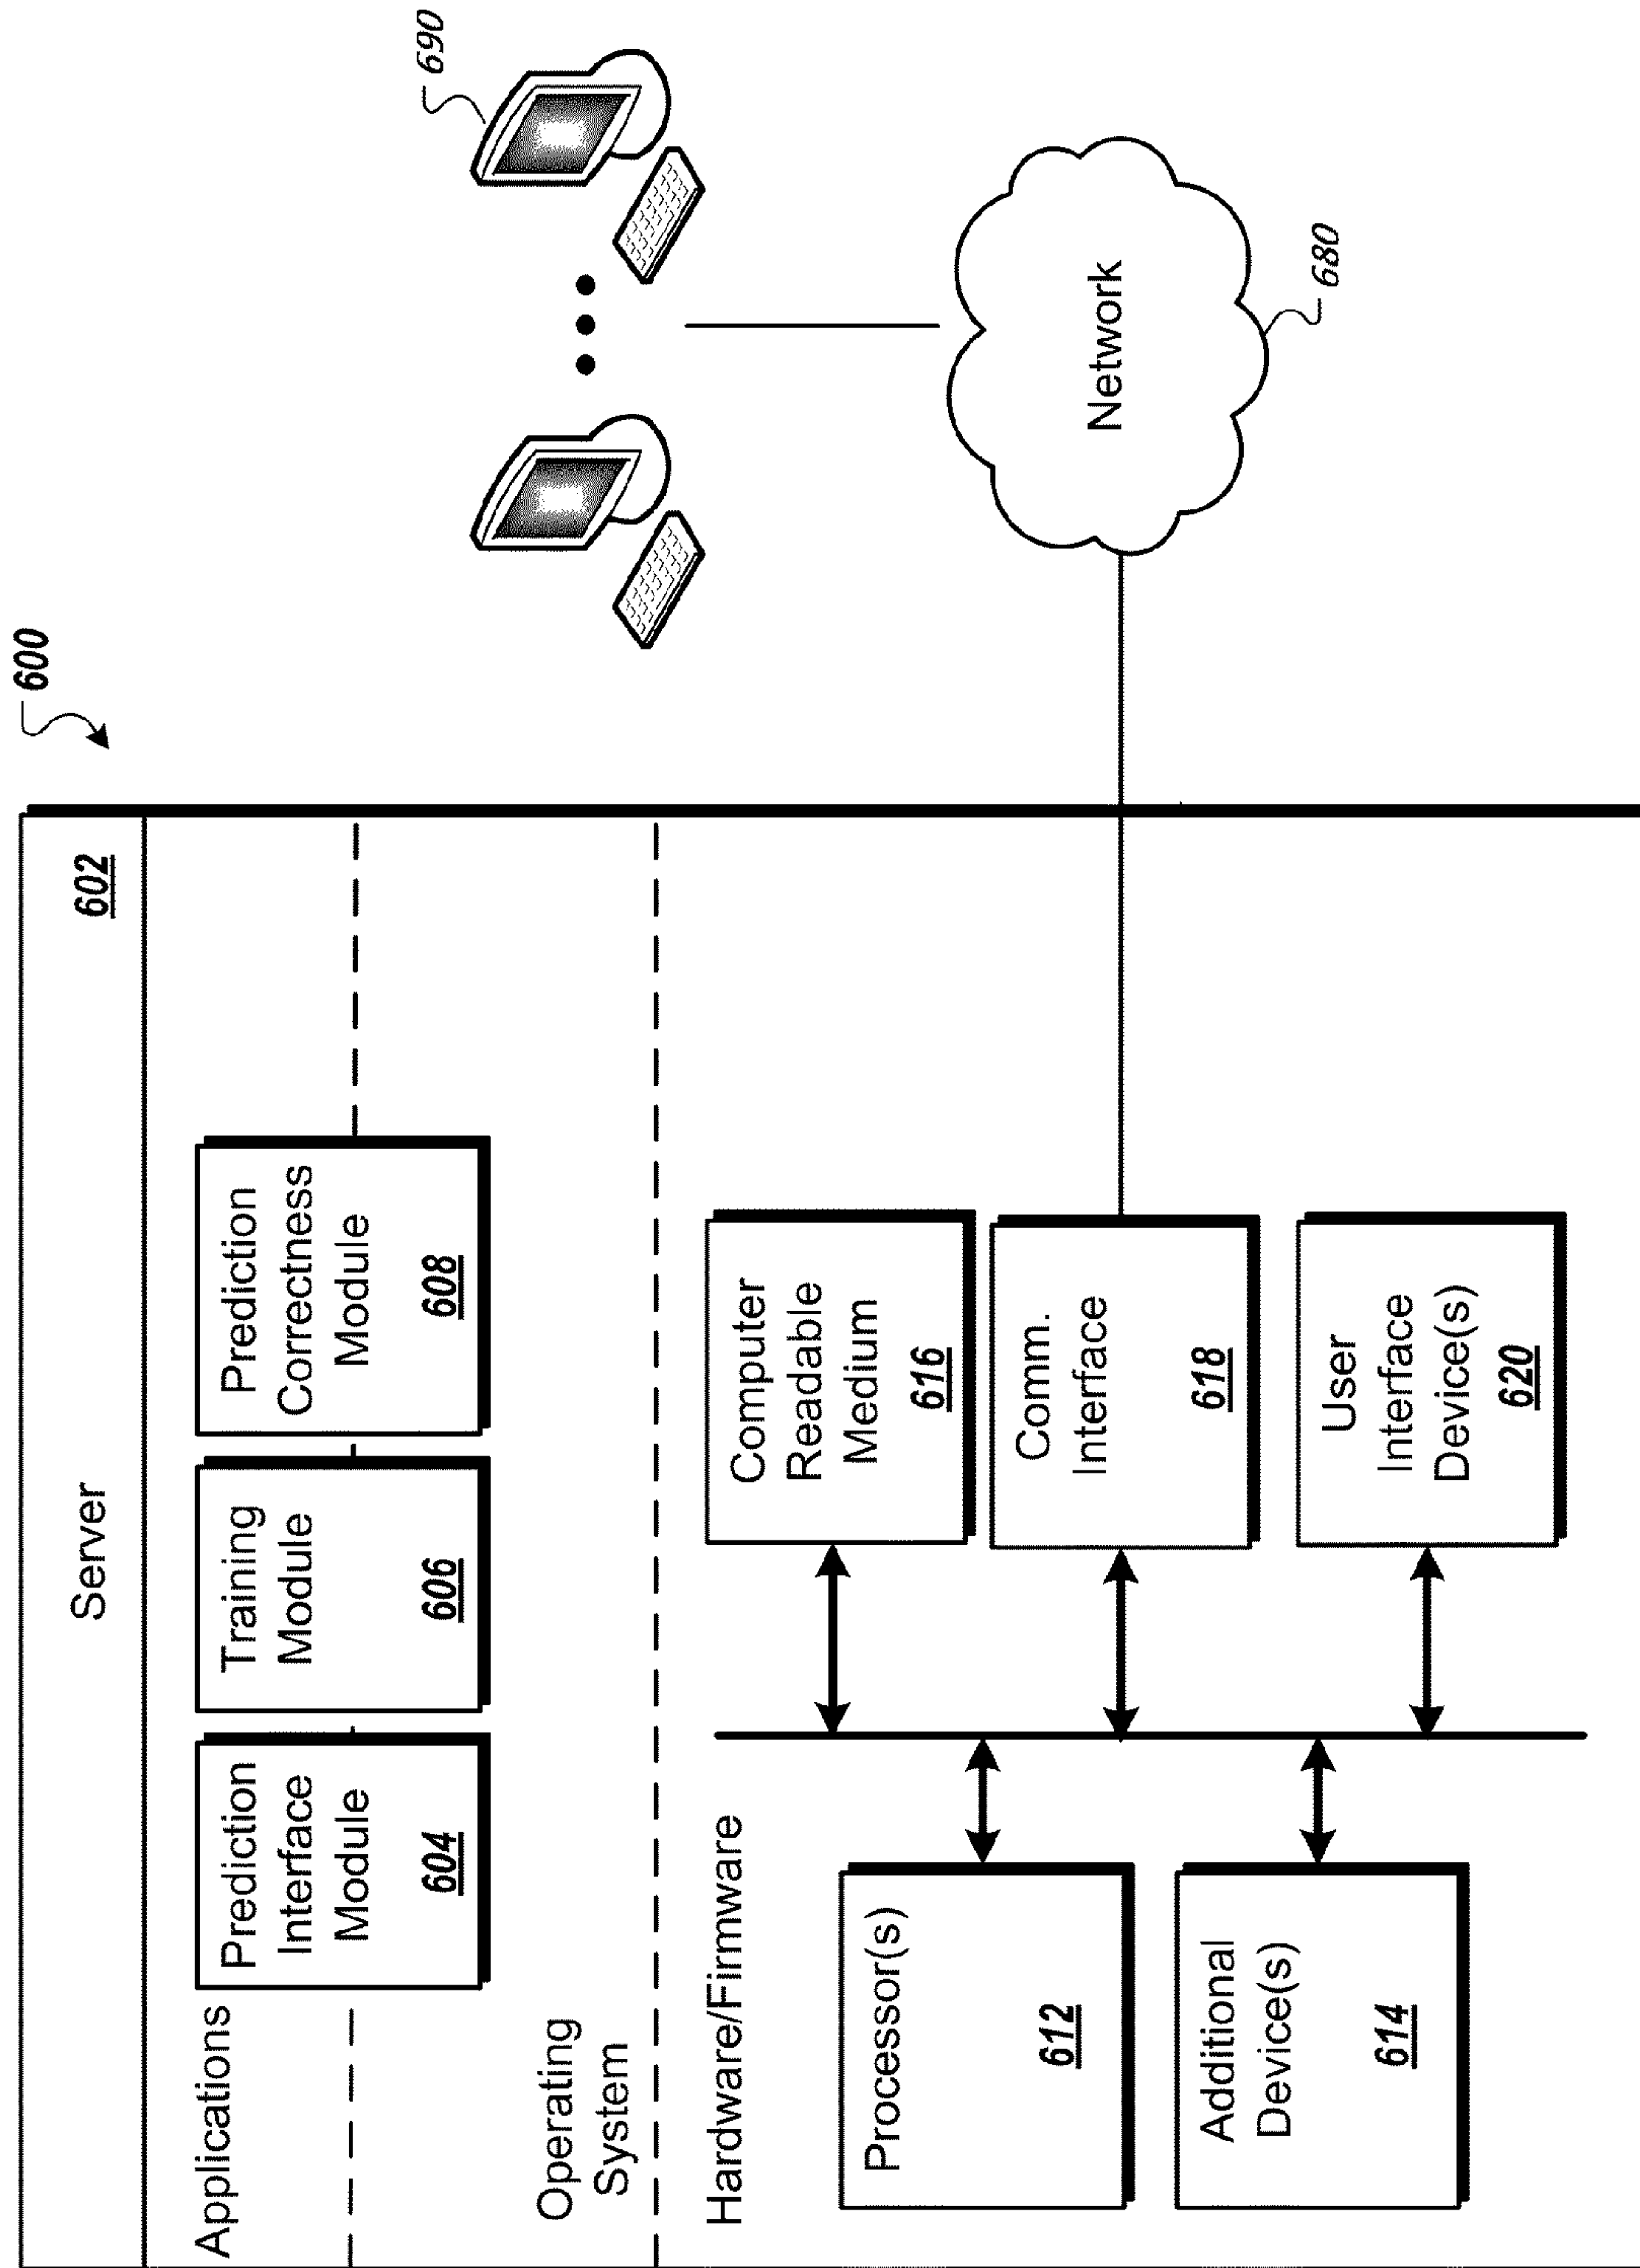 600
Server
602
Applications
Prediction
Interface
Module
604
Training
Module
606
Prediction
Correctness
Module
608
Operating
System
Hardware/Firmware
Processor(s)
612
Additional
Device(s)
614
Computer
Readable
Medium
616
Comm.
Interface
618
User
Interface
Device(s)
620
690
Network
680